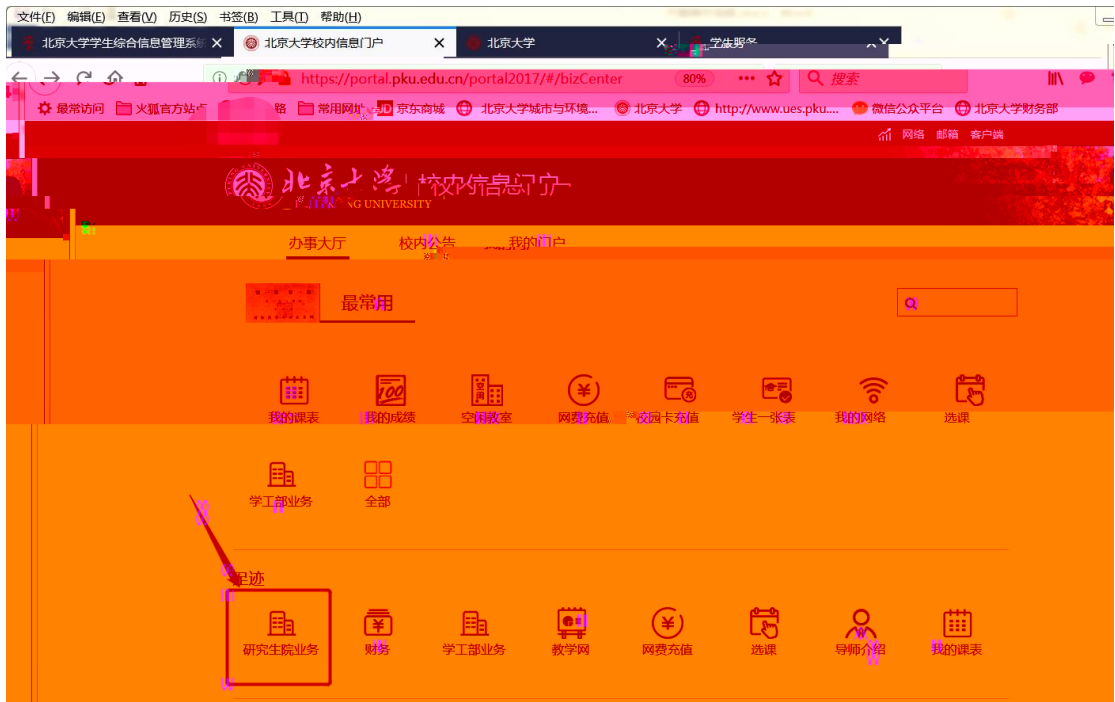 文件(F) 编辑(E) 查看(V) 历史(S) 书签(B) 工具(T) 帮助(H)
北京大学学生综合信息管理系统 北京大学校内信息门户 北京大学
https://portal.pku.edu.cn/portal2017/#/bizCenter 80% 搜索
最常访问 火狐官方站点 常用网址 JD 京东商城 北京大学城市与环境... 北京大学 http://www.ues.pku.... 微信公众平台 北京大学财务部
网络 邮箱 客户端
北京大学 校内信息门户
NG UNIVERSITY
办事大厅 校内公告 我的门户
最常用
我的课表 我的成绩 空闲教室 网费充值 校园卡充值 学生一张表 我的网络 选课
学工部业务 全部
足迹
研究生院业务 财务 学工部业务 教学网 网费充值 选课 导师介绍 我的课表